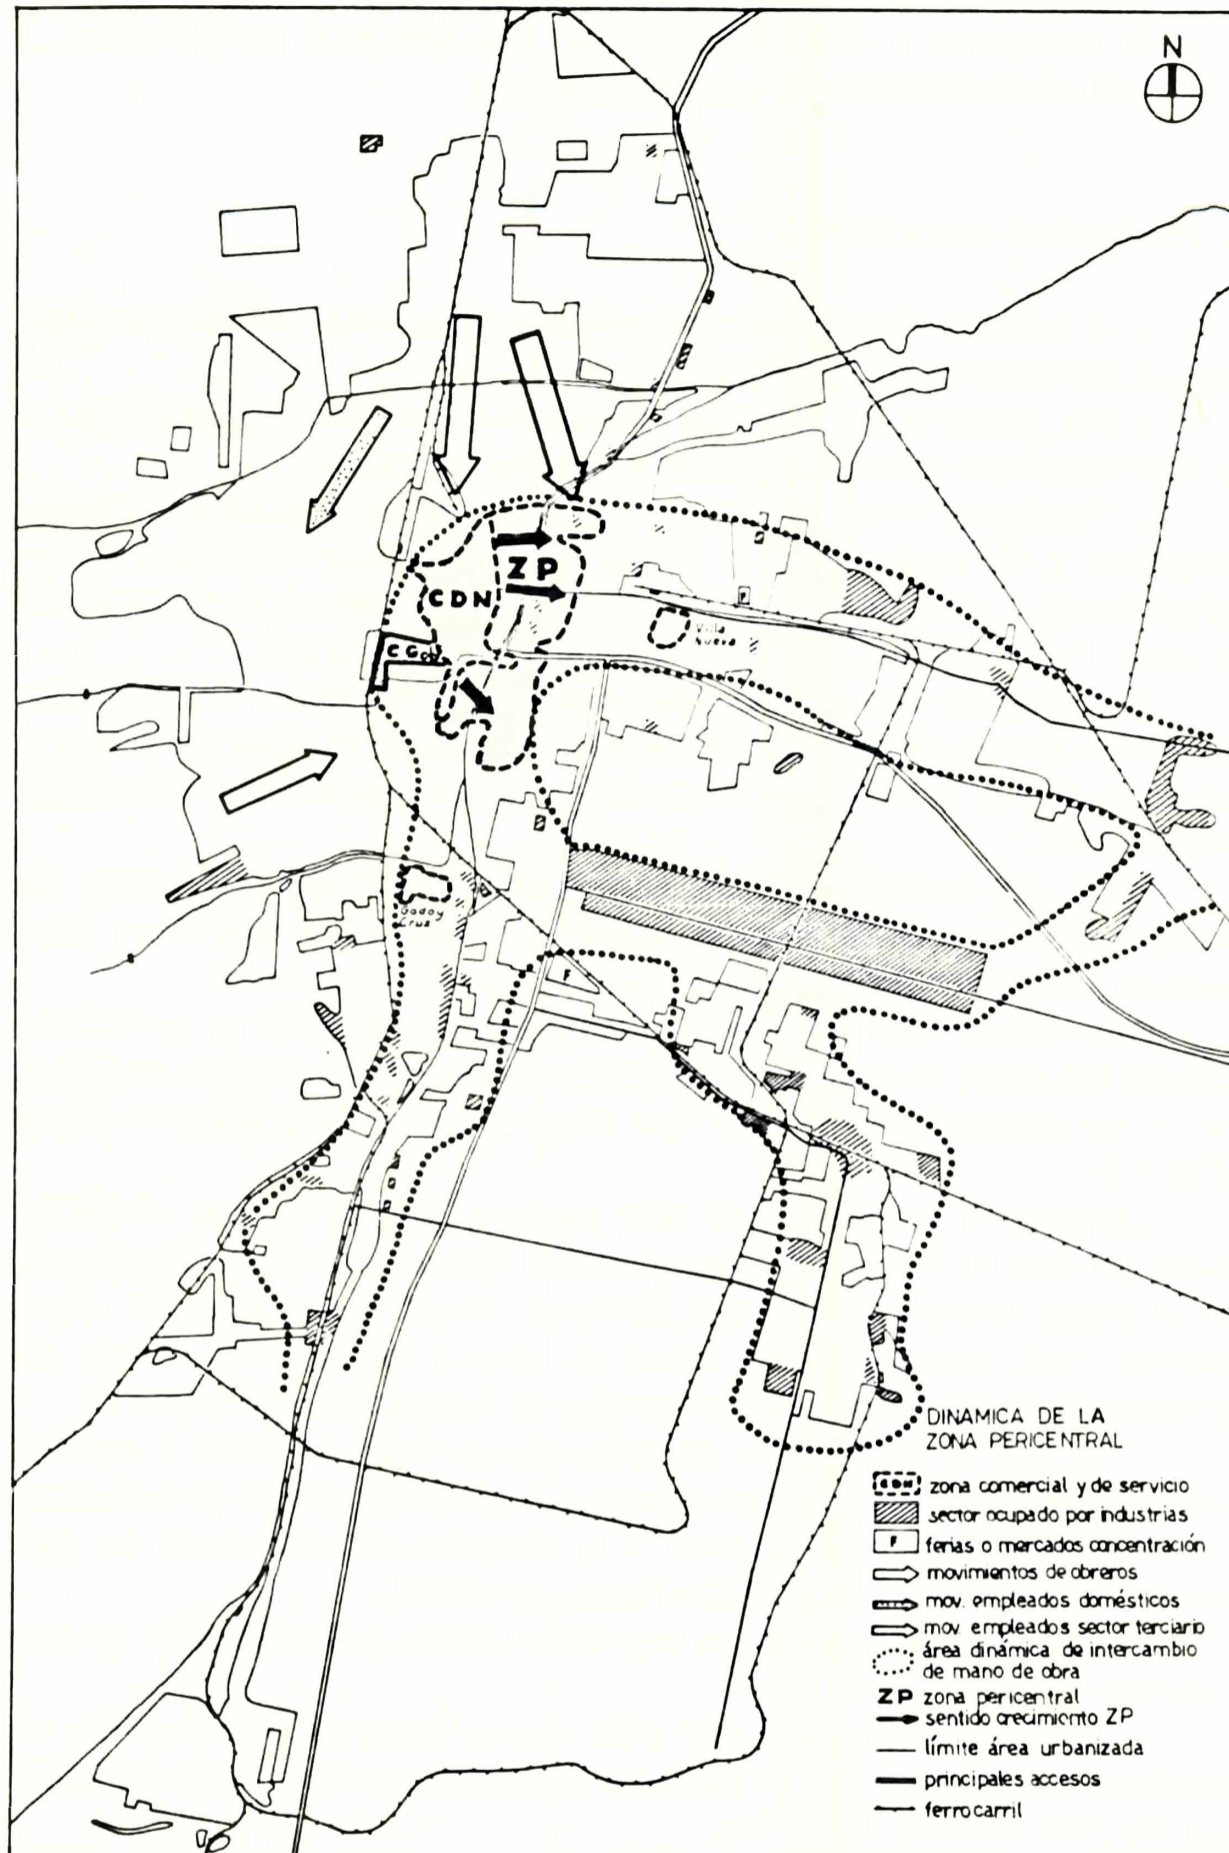 N
ZP
CDN
C Gob
F
Villa
Nueva
Godoy
Cruz
F
DINAMICA DE LA
ZONA PERICENTRAL
CDN zona comercial y de servicio
sector ocupado por industrias
F ferias o mercados concentración
movimientos de obreros
mov. empleados domésticos
mov. empleados sector terciario
área dinámica de intercambio
de mano de obra
ZP zona pericentral
sentido crecimiento ZP
límite área urbanizada
principales accesos
ferrocarril